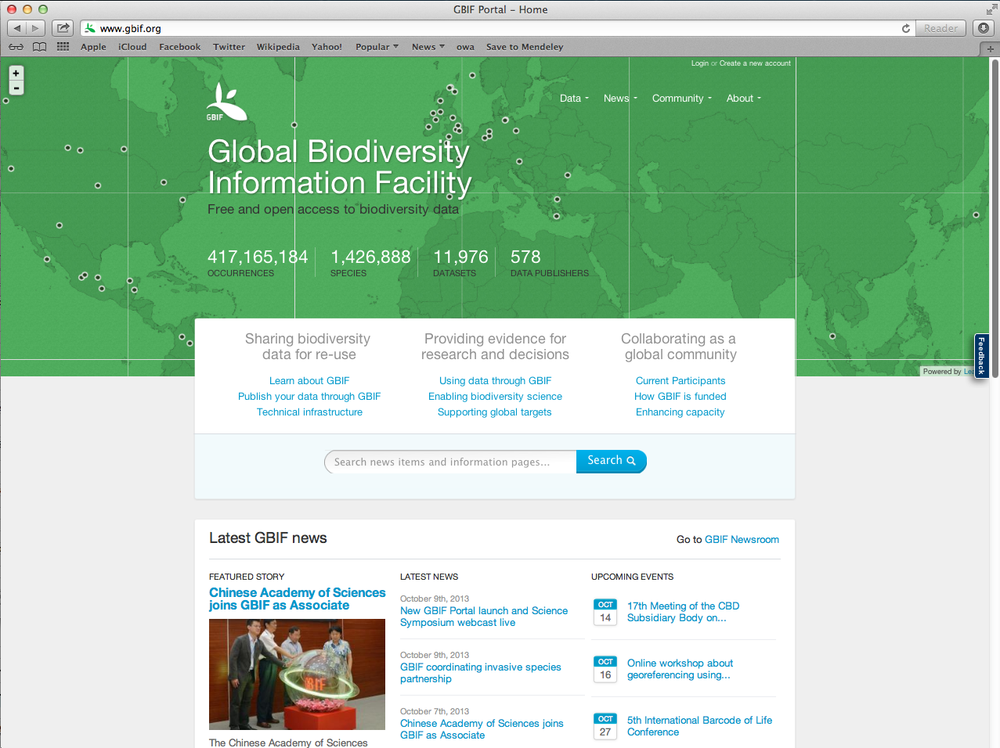 GBIF Portal – Home
www.gbif.org
Reader
Apple iCloud Facebook Twitter Wikipedia Yahoo! Popular News owa Save to Mendeley
+
-
Login or Create a new account
GBIF
Data News Community About
Global Biodiversity
Information Facility
Free and open access to biodiversity data
417,165,184 1,426,888 11,976 578
OCCURRENCES SPECIES DATASETS DATA PUBLISHERS
Sharing biodiversity
data for re-use
Learn about GBIF
Publish your data through GBIF
Technical infrastructure
Providing evidence for
research and decisions
Using data through GBIF
Enabling biodiversity science
Supporting global targets
Collaborating as a
global community
Current Participants
How GBIF is funded
Enhancing capacity
Feedback
Powered by Lea
Search news items and information pages...
Search
Latest GBIF news
Go to GBIF Newsroom
FEATURED STORY
Chinese Academy of Sciences
joins GBIF as Associate
GBIF
The Chinese Academy of Sciences
LATEST NEWS
October 9th, 2013
New GBIF Portal launch and Science
Symposium webcast live
October 9th, 2013
GBIF coordinating invasive species
partnership
October 7th, 2013
Chinese Academy of Sciences joins
GBIF as Associate
UPCOMING EVENTS
OCT
14
17th Meeting of the CBD
Subsidiary Body on...
OCT
16
Online workshop about
georeferencing using...
OCT
27
5th International Barcode of Life
Conference